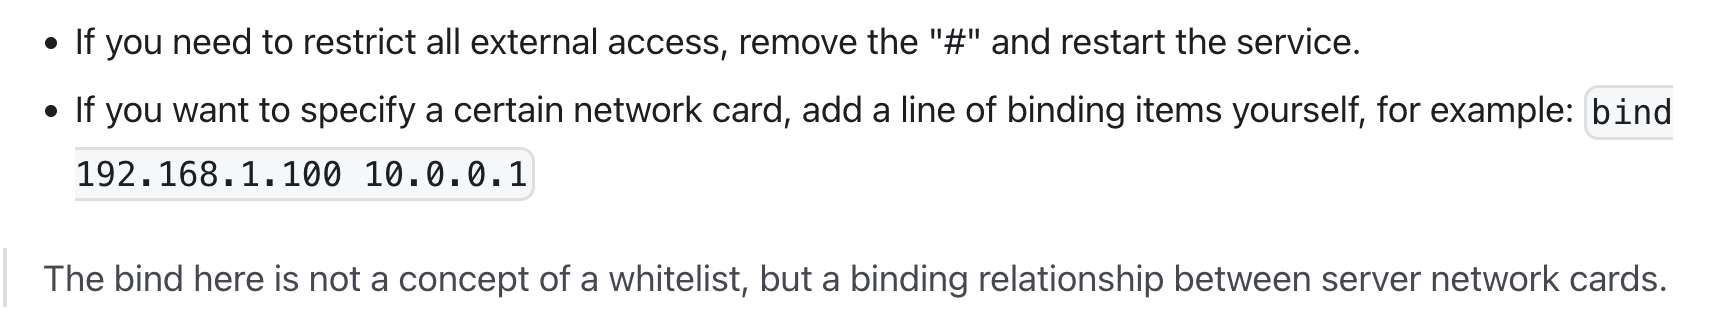 • If you need to restrict all external access, remove the "#" and restart the service.
• If you want to specify a certain network card, add a line of binding items yourself, for example: bind
192.168.1.100 10.0.0.1
The bind here is not a concept of a whitelist, but a binding relationship between server network cards.